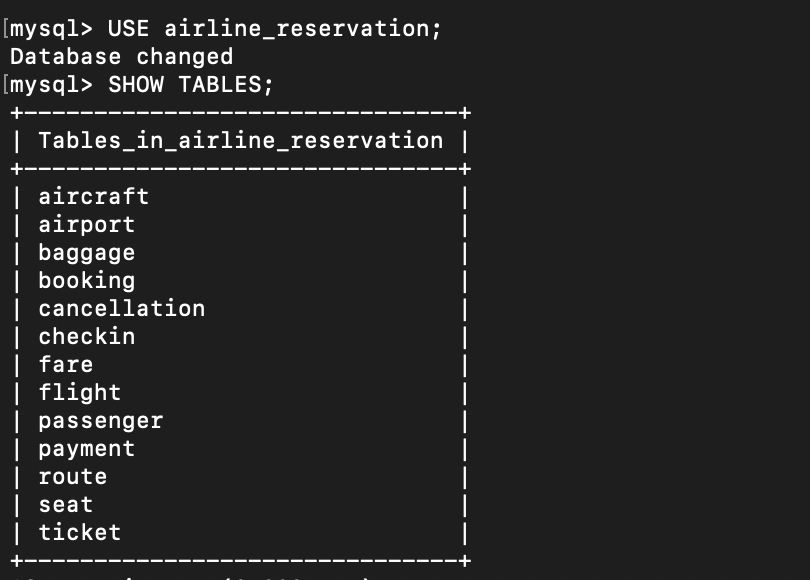 [mysql> USE airline_reservation;
Database changed
[mysql> SHOW TABLES;
+-------------------------------+
| Tables_in_airline_reservation |
+-------------------------------+
| aircraft                      |
| airport                       |
| baggage                       |
| booking                       |
| cancellation                  |
| checkin                       |
| fare                          |
| flight                        |
| passenger                     |
| payment                       |
| route                         |
| seat                          |
| ticket                        |
+-------------------------------+